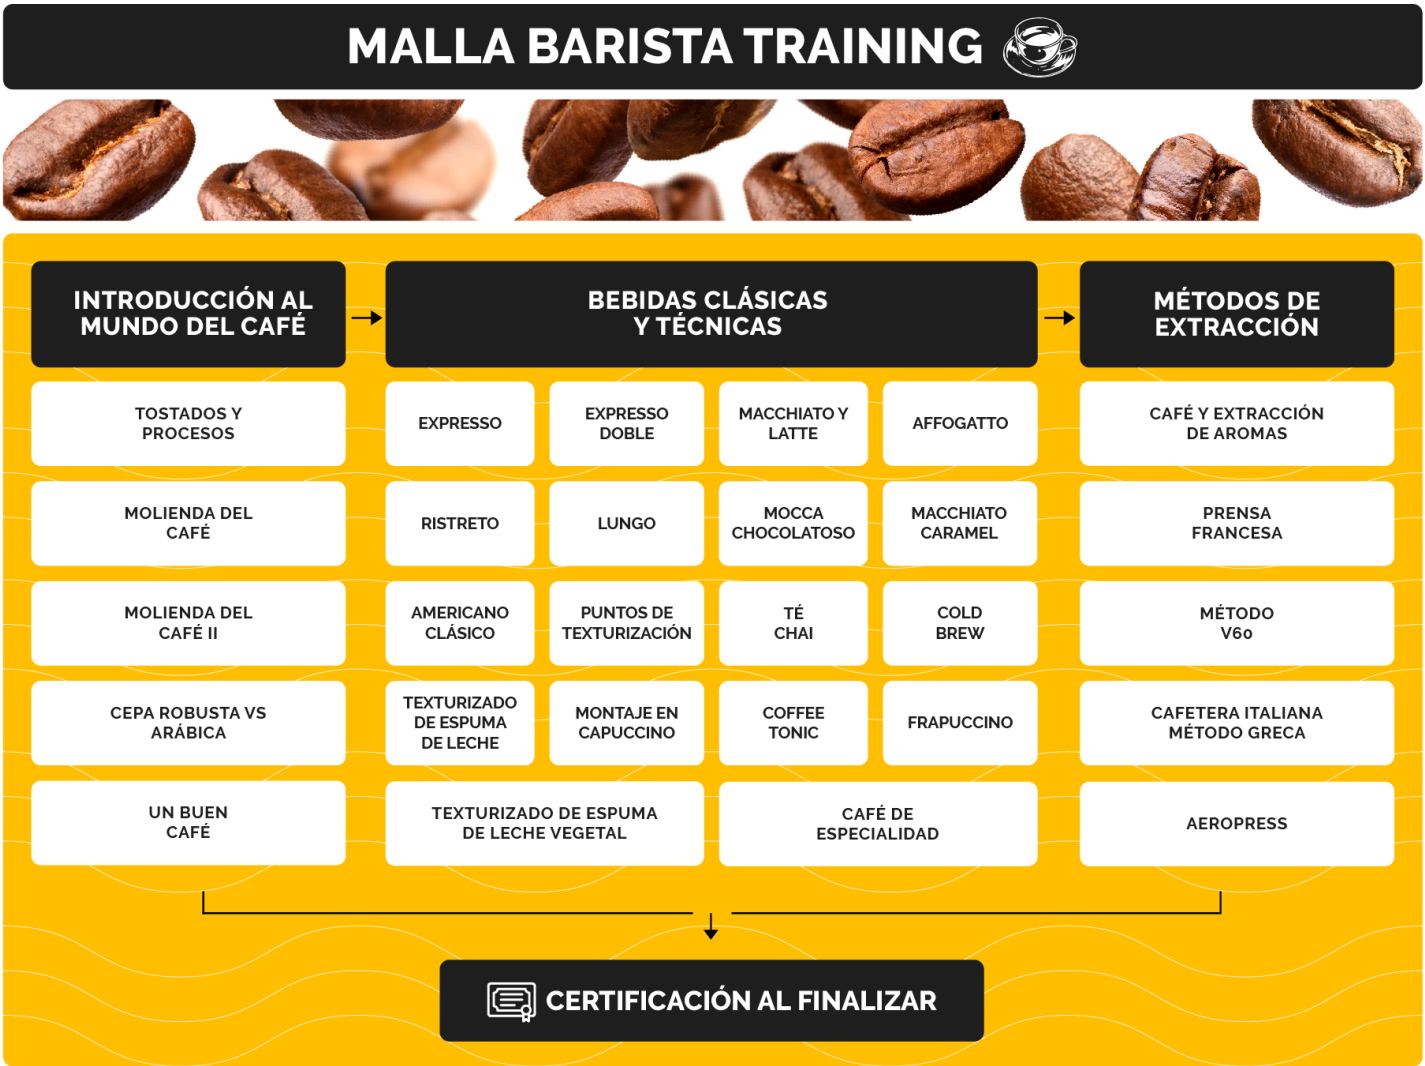 MALLA BARISTA TRAINING
INTRODUCCIÓN AL
MUNDO DEL CAFÉ
BEBIDAS CLÁSICAS
Y TÉCNICAS
MÉTODOS DE
EXTRACCIÓN
TOSTADOS Y
PROCESOS
EXPRESSO
EXPRESSO
DOBLE
MACCHIATO Y
LATTE
AFFOGATTO
CAFÉ Y EXTRACCIÓN
DE AROMAS
MOLIENDA DEL
CAFÉ
RISTRETO
LUNGO
MOCCA
CHOCOLATOSO
MACCHIATO
CARAMEL
PRENSA
FRANCESA
MOLIENDA DEL
CAFÉ II
AMERICANO
CLÁSICO
PUNTOS DE
TEXTURIZACIÓN
TÉ
CHAI
COLD
BREW
MÉTODO
V60
CEPA ROBUSTA VS
ARÁBICA
TEXTURIZADO
DE ESPUMA
DE LECHE
MONTAJE EN
CAPUCCINO
COFFEE
TONIC
FRAPUCCINO
CAFETERA ITALIANA
MÉTODO GRECA
UN BUEN
CAFÉ
TEXTURIZADO DE ESPUMA
DE LECHE VEGETAL
CAFÉ DE
ESPECIALIDAD
AEROPRESS
CERTIFICACIÓN AL FINALIZAR